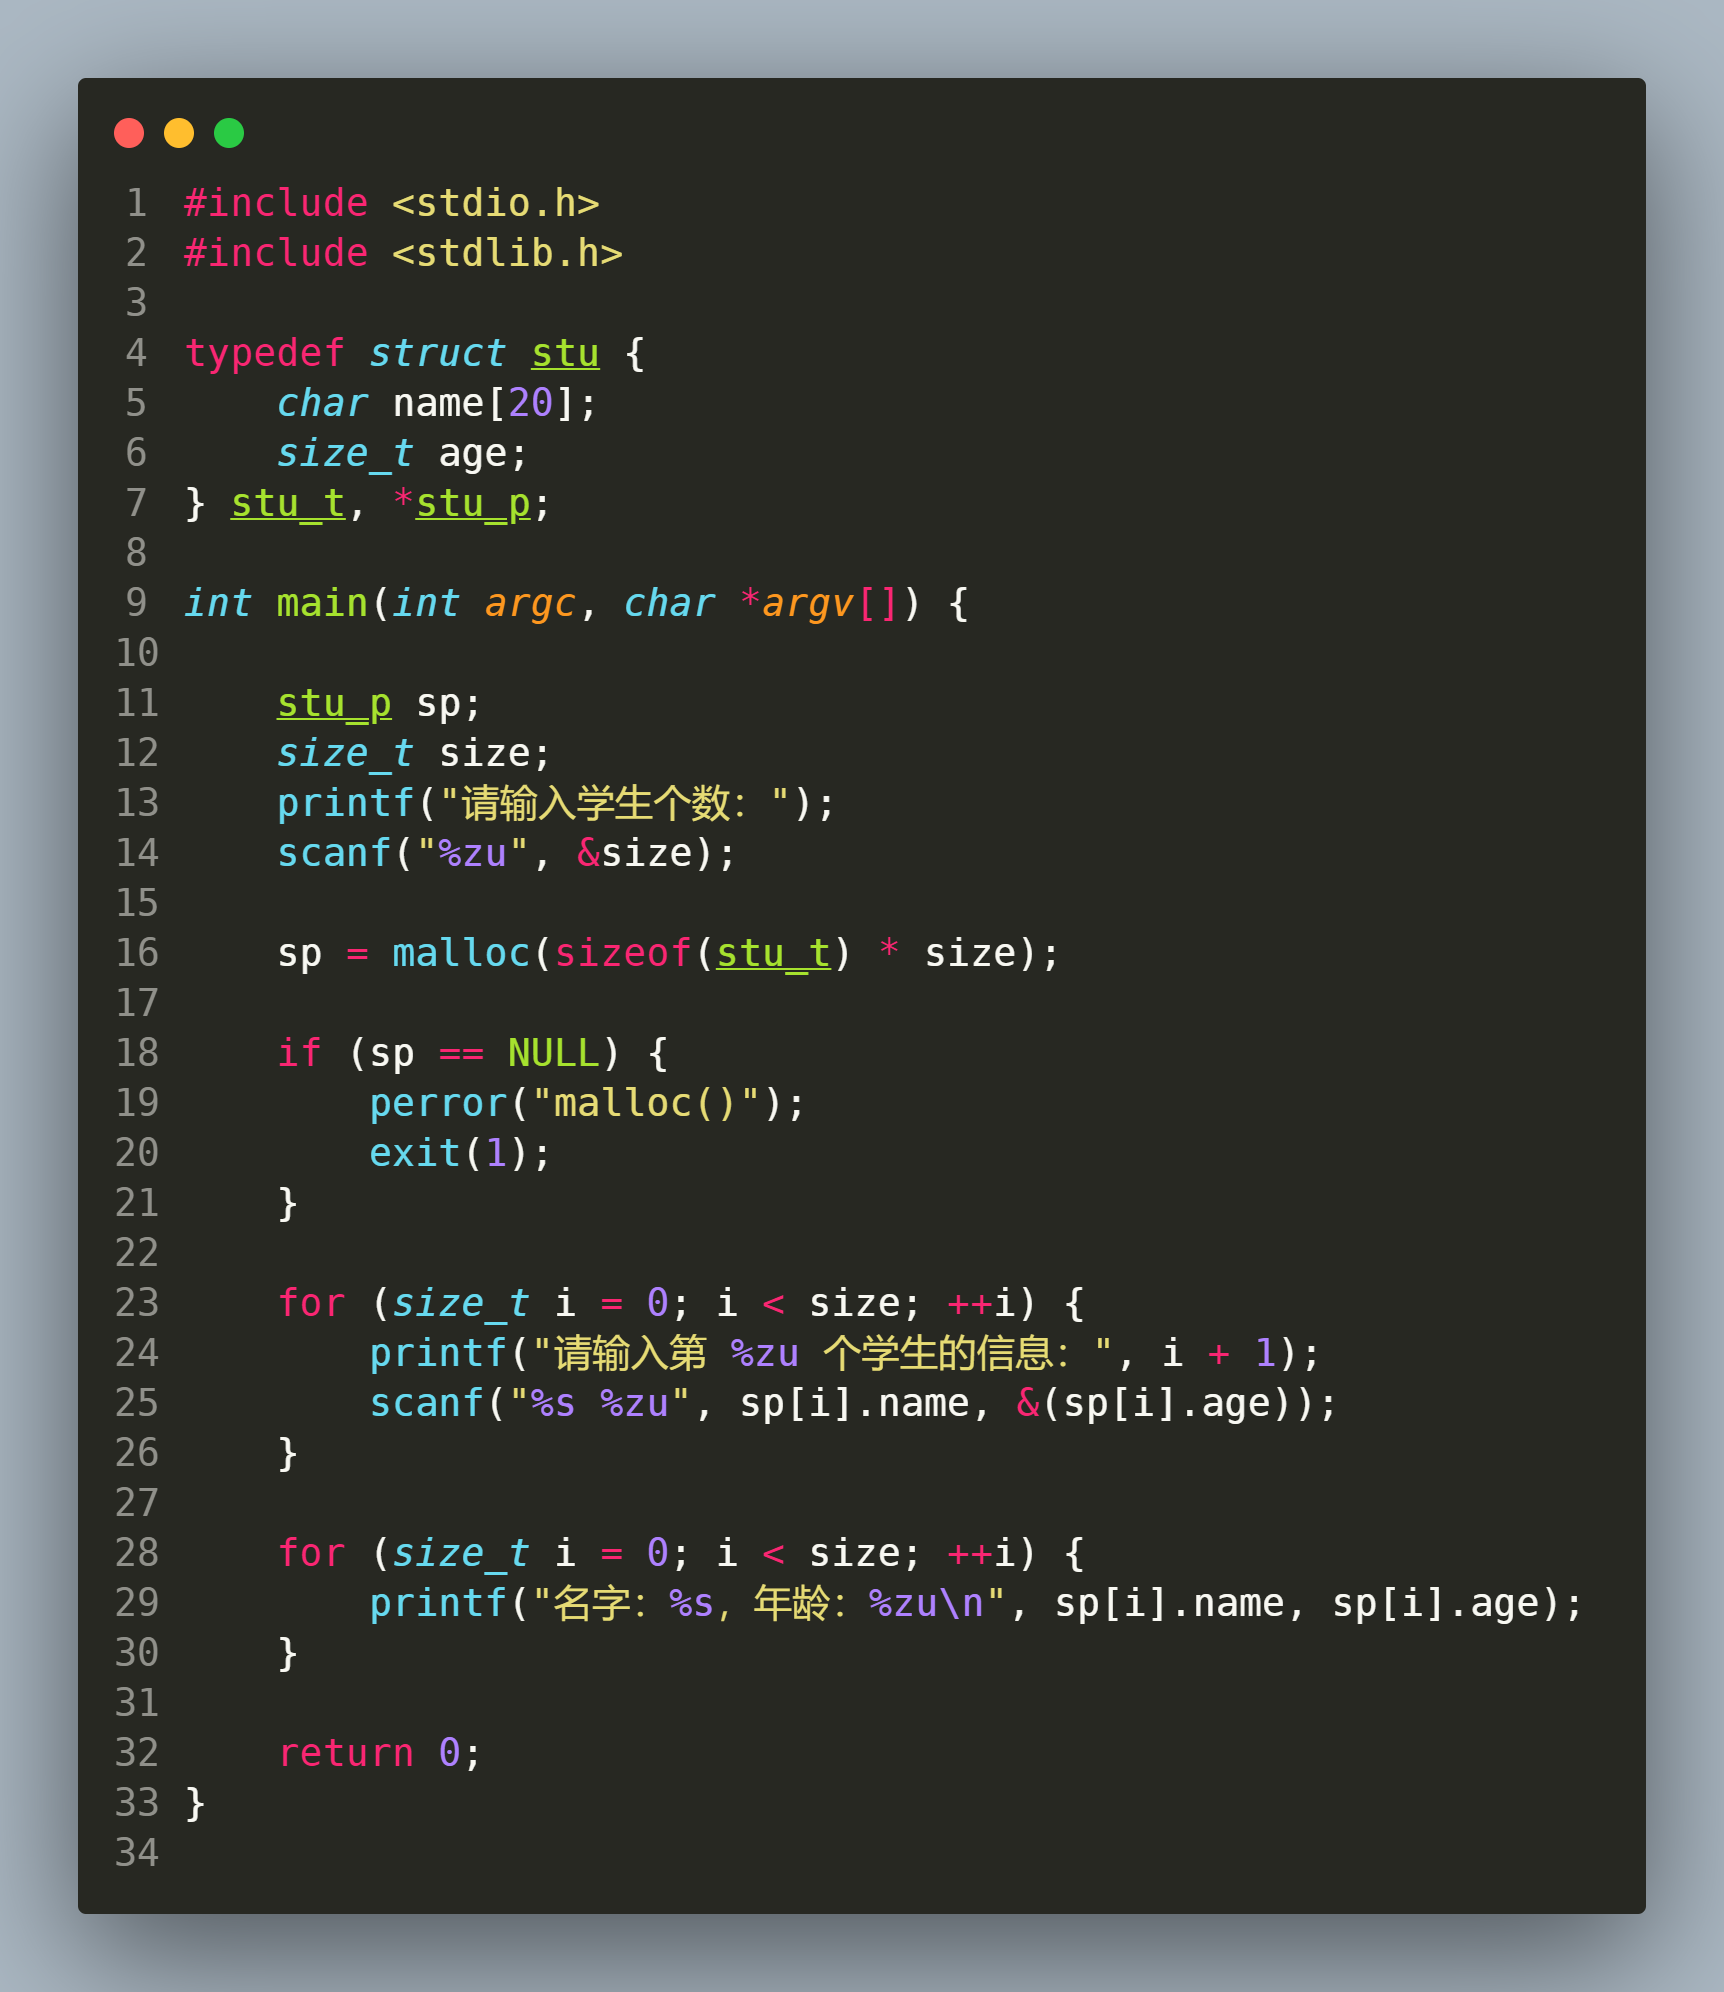 1 #include <stdio.h>
2 #include <stdlib.h>
3
4 typedef struct stu {
5     char name[20];
6     size_t age;
7 } stu_t, *stu_p;
8
9 int main(int argc, char *argv[]) {
10
11     stu_p sp;
12     size_t size;
13     printf("请输入学生个数：");
14     scanf("%zu", &size);
15
16     sp = malloc(sizeof(stu_t) * size);
17
18     if (sp == NULL) {
19         perror("malloc()");
20         exit(1);
21     }
22
23     for (size_t i = 0; i < size; ++i) {
24         printf("请输入第 %zu 个学生的信息：", i + 1);
25         scanf("%s %zu", sp[i].name, &(sp[i].age));
26     }
27
28     for (size_t i = 0; i < size; ++i) {
29         printf("名字：%s，年龄：%zu\n", sp[i].name, sp[i].age);
30     }
31
32     return 0;
33 }
34